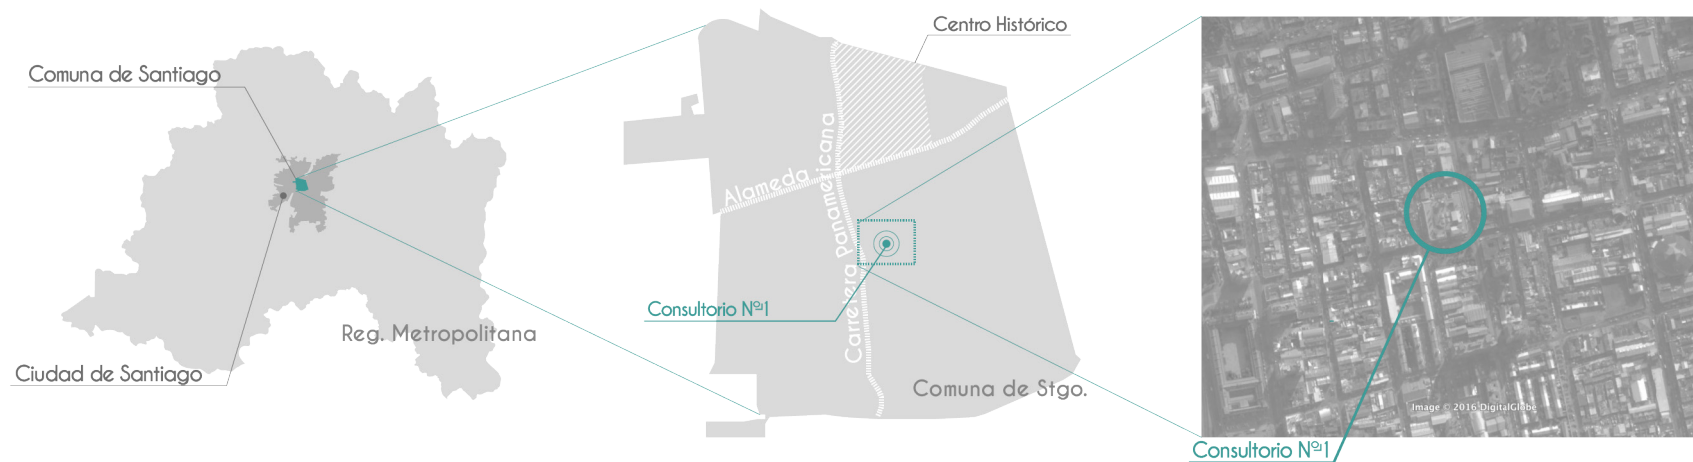 Comuna de Santiago
Ciudad de Santiago
Reg. Metropolitana
Centro Histórico
Alameda
Carretera Panamericana
Consultorio Nº1
Comuna de Stgo.
Image © 2016 DigitalGlobe
Consultorio Nº1